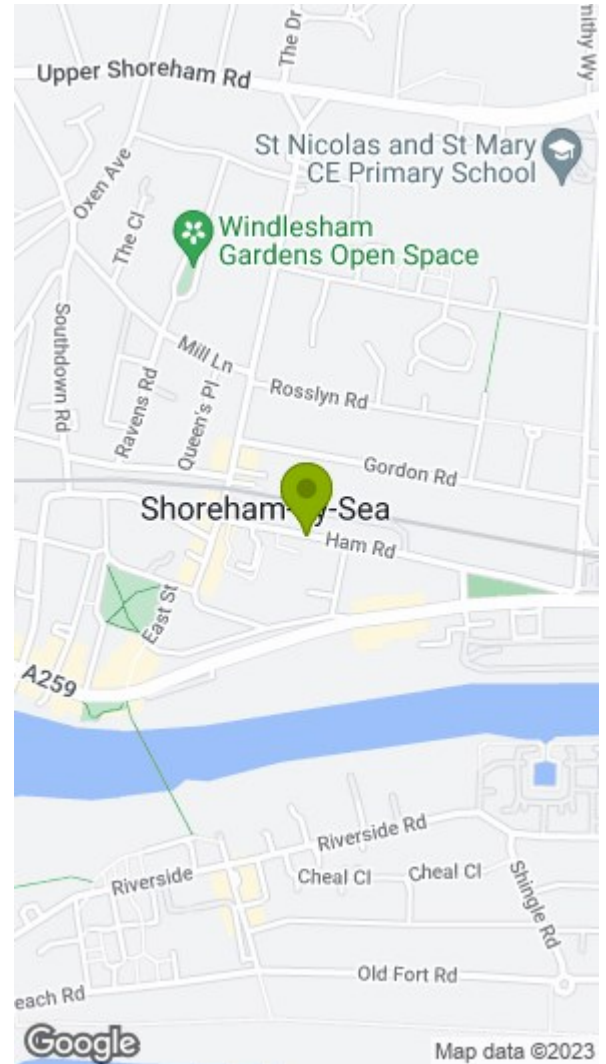 The Dr
mithy Wy
Upper Shoreham Rd
St Nicolas and St Mary
CE Primary School
Oxen Ave
The Cl
Windlesham
Gardens Open Space
Southdown Rd
Mill Ln
Ravens Rd
Queen's Pl
Rosslyn Rd
Gordon Rd
Shoreham-by-Sea
Ham Rd
East St
A259
Riverside Rd
Riverside
Cheal Cl
Cheal Cl
Shingle Rd
Old Fort Rd
each Rd
Google
Map data ©2023